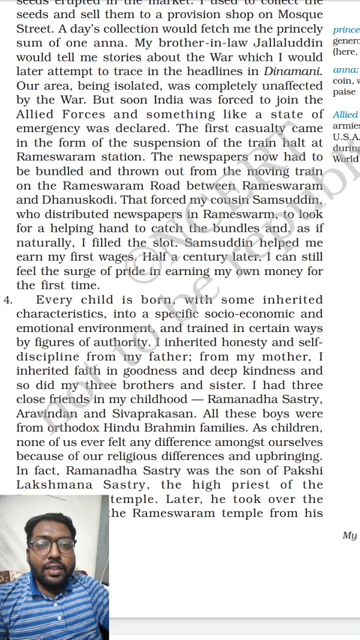 seeds erupted in the market. I used to collect the
seeds and sell them to a provision shop on Mosque
Street. A day's collection would fetch me the princely
sum of one anna. My brother-in-law Jallaluddin
would tell me stories about the War which I would
later attempt to trace in the headlines in Dinamani.
Our area, being isolated, was completely unaffected
by the War. But soon India was forced to join the
Allied Forces and something like a state of
emergency was declared. The first casualty came
in the form of the suspension of the train halt at
Rameswaram station. The newspapers now had to
be bundled and thrown out from the moving train
on the Rameswaram Road between Rameswaram
and Dhanuskodi. That forced my cousin Samsuddin,
who distributed newspapers in Rameswaram, to look
for a helping hand to catch the bundles and, as if
naturally, I filled the slot. Samsuddin helped me
earn my first wages. Half a century later, I can still
feel the surge of pride in earning my own money for
the first time.
4. Every child is born, with some inherited
characteristics, into a specific socio-economic and
emotional environment, and trained in certain ways
by figures of authority. I inherited honesty and self-
discipline from my father; from my mother, I
inherited faith in goodness and deep kindness and
so did my three brothers and sister. I had three
close friends in my childhood — Ramanadha Sastry,
Aravindan and Sivaprakasan. All these boys were
from orthodox Hindu Brahmin families. As children,
none of us ever felt any difference amongst ourselves
because of our religious differences and upbringing.
In fact, Ramanadha Sastry was the son of Pakshi
Lakshmana Sastry, the high priest of the
temple. Later, he took over the
the Rameswaram temple from his
prince
gener
(here,
anna:
coin, w
paise
Allied
armies
U.S.A.
during
World
My
not to be republi